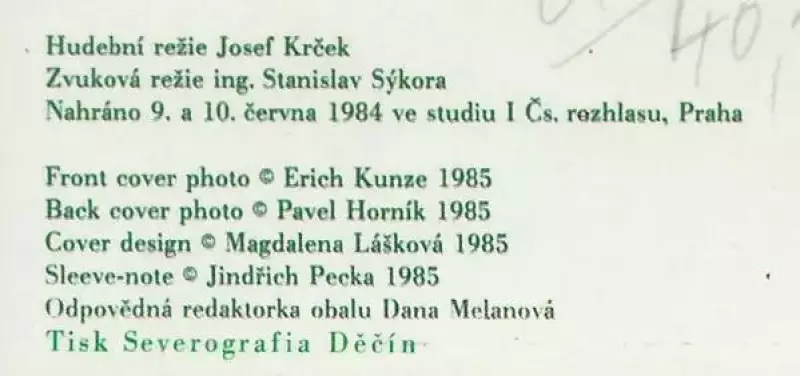 Hudební režie Josef Krček
Zvuková režie ing. Stanislav Sýkora
Nahráno 9. a 10. června 1984 ve studiu I Čs. rozhlasu, Praha
Front cover photo © Erich Kunze 1985
Back cover photo © Pavel Horník 1985
Cover design © Magdalena Lášková 1985
Sleeve-note © Jindřich Pecka 1985
Odpovědná redaktorka obalu Dana Melanová
Tisk Severografia Děčín